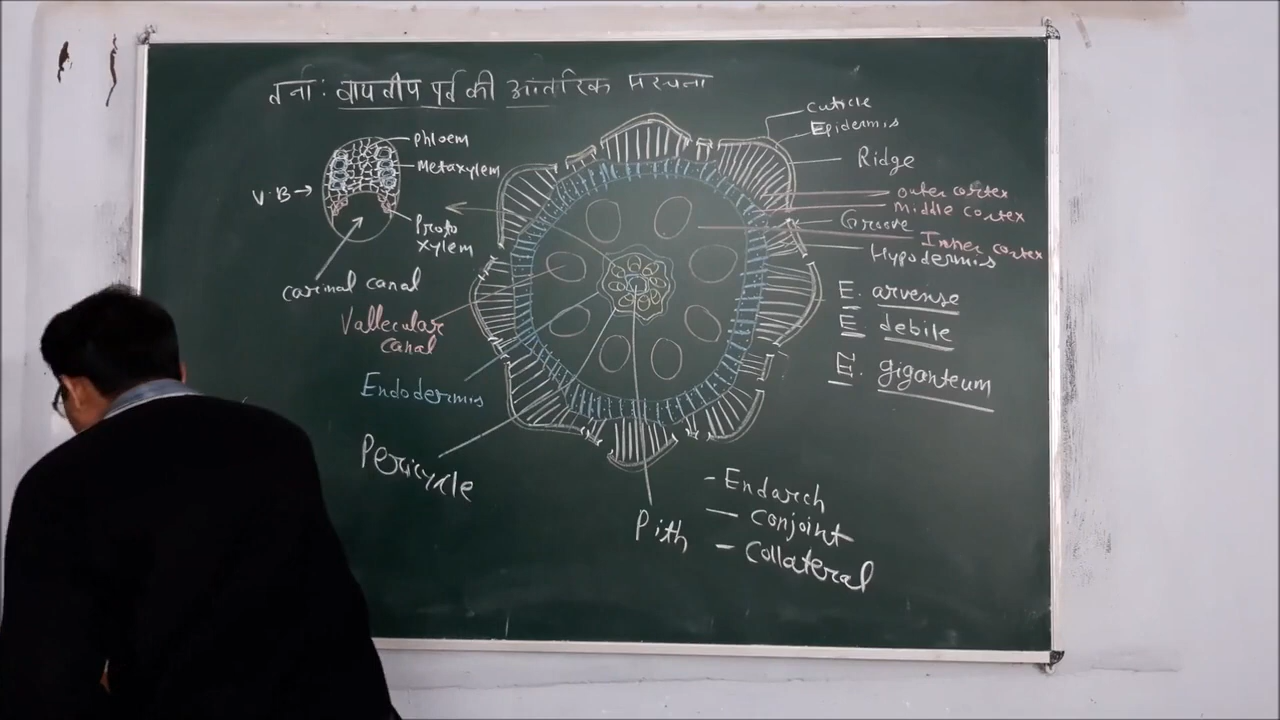 तना: वायवीय पर्व की आंतरिक संरचना
Phloem
Metaxylem
V.B
Proto
xylem
carinal canal
Vallecular
canal
Endodermis
Pericycle
Pith
cuticle
Epidermis
Ridge
outer cortex
Middle cortex
Groove
Inner cortex
Hypodermis
E. arvense
E. debile
E. giganteum
- Endarch
- conjoint
- collateral